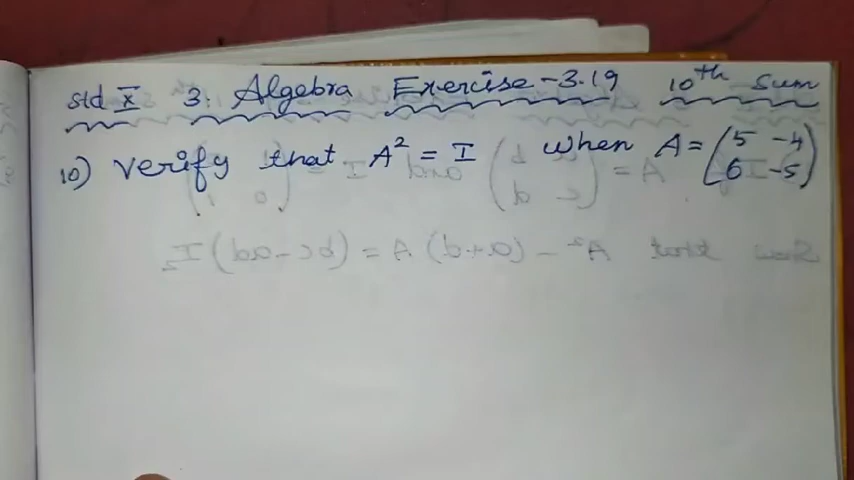 std X 3. Algebra Exercise - 3.19 10th Sum
10) Verify that A² = I when A = (5 -4
6 -5)